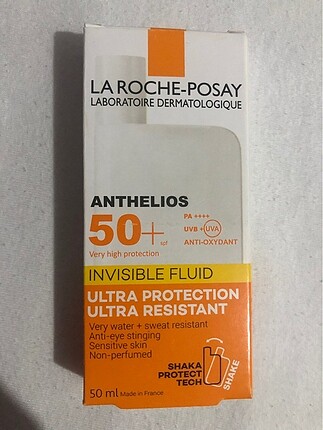 LA ROCHE-POSAY
LABORATOIRE DERMATOLOGIQUE
ANTHELIOS
50+ SPF
PA ++++
UVB + UVA
ANTI-OXYDANT
Very high protection
INVISIBLE FLUID
ULTRA PROTECTION
ULTRA RESISTANT
Very water + sweat resistant
Anti-eye stinging
Sensitive skin
Non-perfumed
SHAKA
PROTECT
TECH
SHAKE
50 ml Made in France